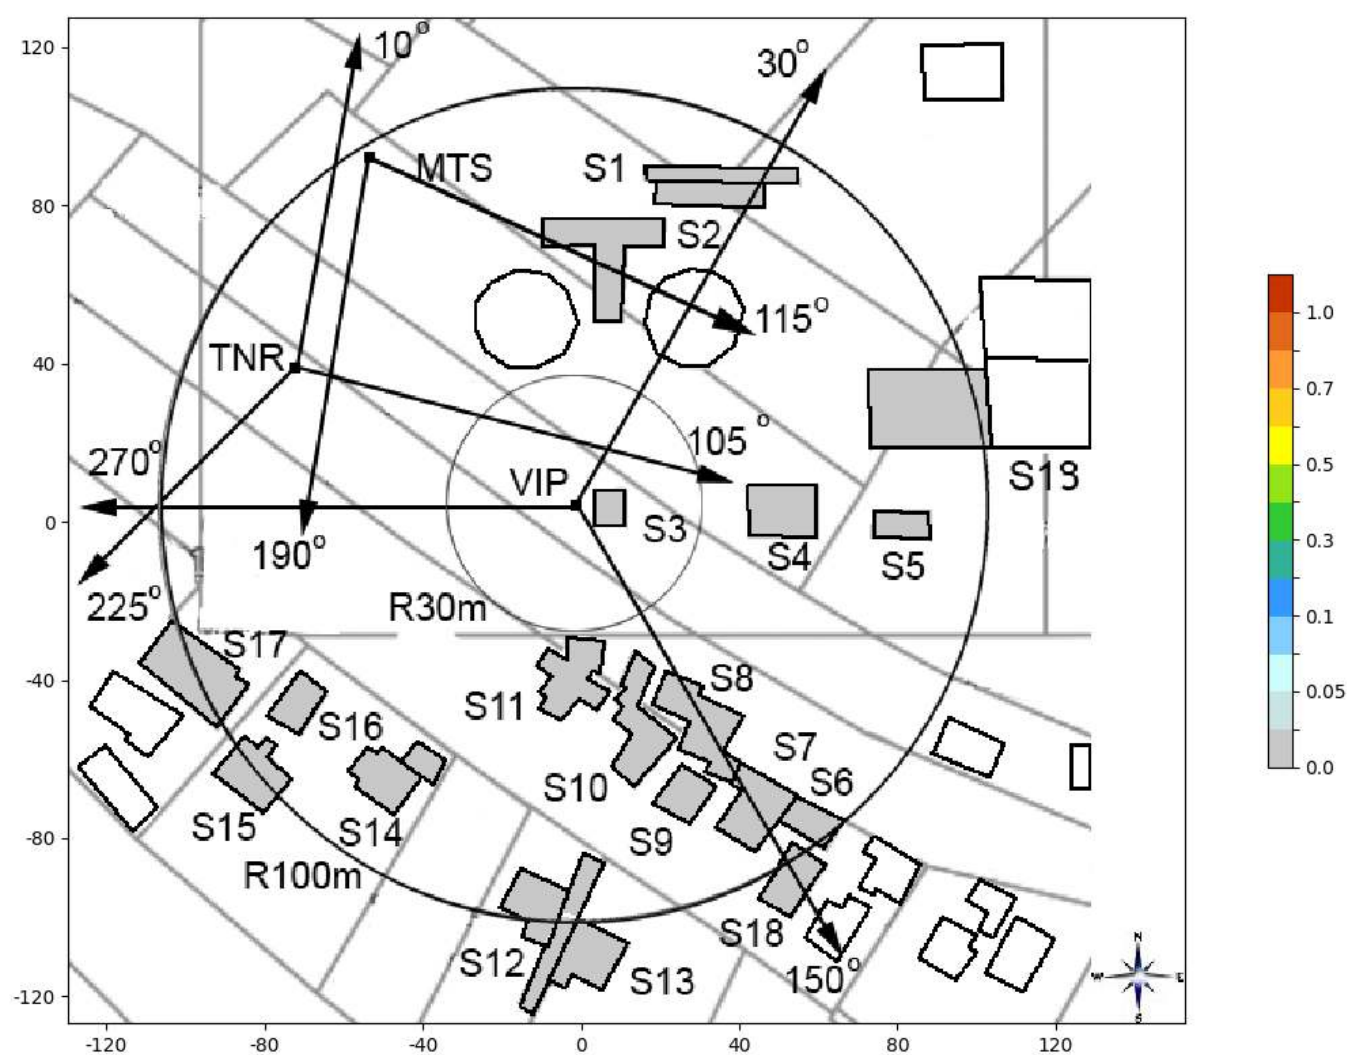 120
80
40
0
-40
-80
-120
-120
-80
-40
0
40
80
120
10°
30°
MTS
S1
S2
115°
TNR
105°
270°
VIP
S3
S4
S5
S13
190°
225°
R30m
S17
S16
S11
S8
S7
S6
S10
S15
S14
S9
R100m
S12
S13
S18
150°
N
W
E
S
1.0
0.7
0.5
0.3
0.1
0.05
0.0